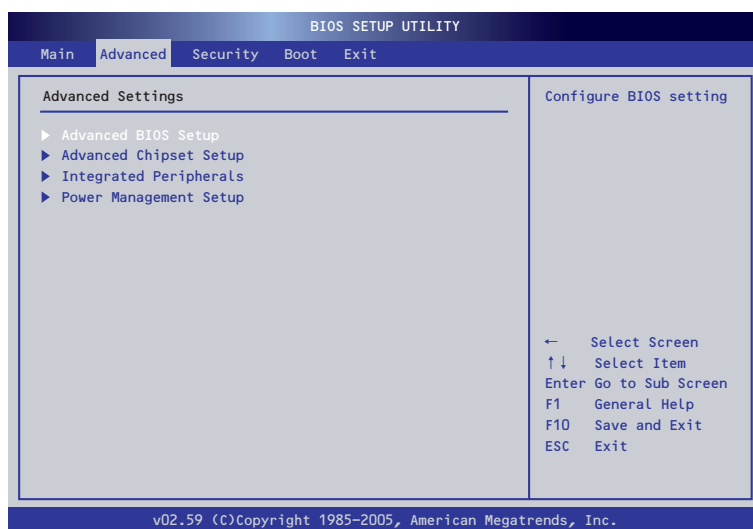 BIOS SETUP UTILITY
Main Advanced Security Boot Exit
Advanced Settings
▶ Advanced BIOS Setup
▶ Advanced Chipset Setup
▶ Integrated Peripherals
▶ Power Management Setup
Configure BIOS setting
← Select Screen
↑↓ Select Item
Enter Go to Sub Screen
F1 General Help
F10 Save and Exit
ESC Exit
v02.59 (C)Copyright 1985-2005, American Megatrends, Inc.